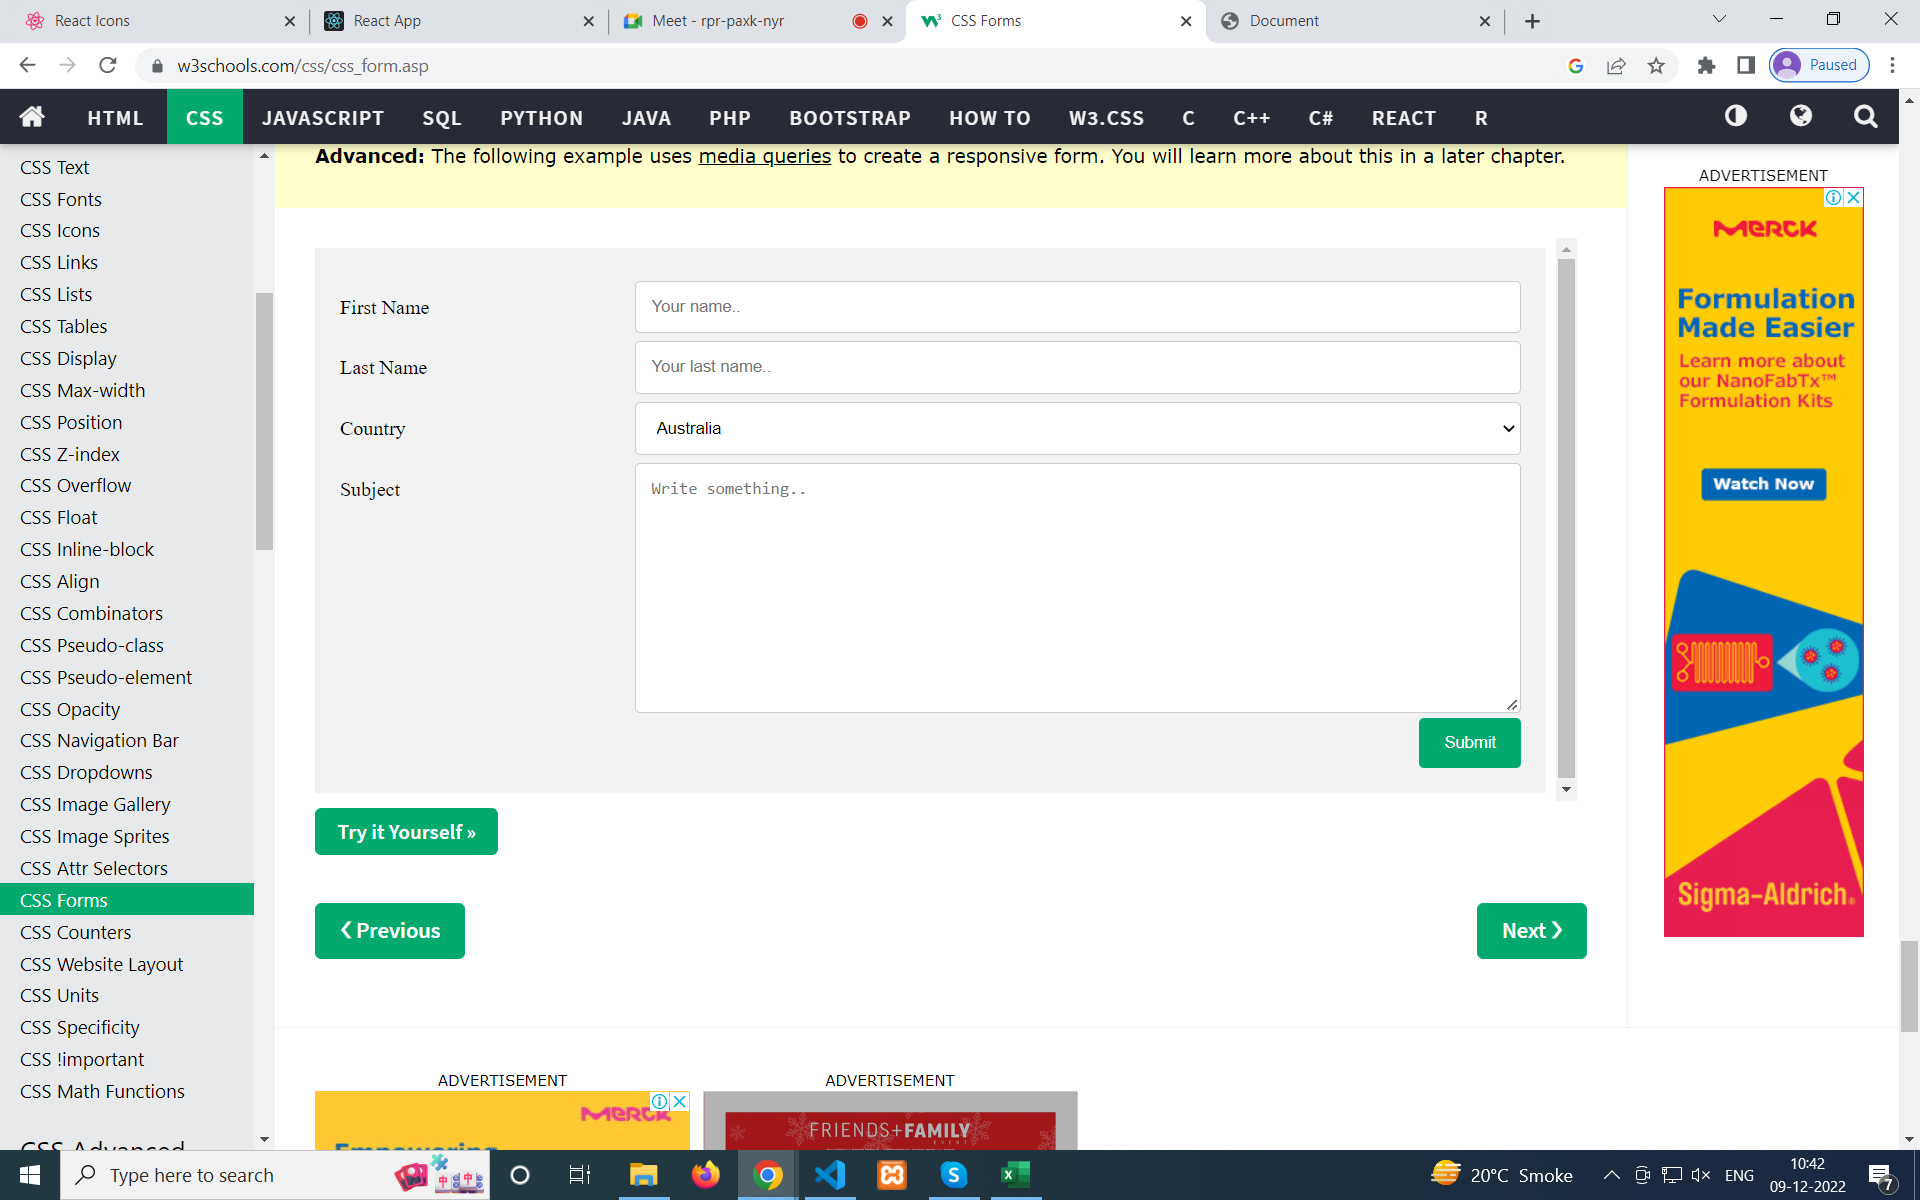 React Icons
React App
Meet - rpr-paxk-nyr
CSS Forms
Document
w3schools.com/css/css_form.asp
Paused
HTML CSS JAVASCRIPT SQL PYTHON JAVA PHP BOOTSTRAP HOW TO W3.CSS C C++ C# REACT R
CSS Text
CSS Fonts
CSS Icons
CSS Links
CSS Lists
CSS Tables
CSS Display
CSS Max-width
CSS Position
CSS Z-index
CSS Overflow
CSS Float
CSS Inline-block
CSS Align
CSS Combinators
CSS Pseudo-class
CSS Pseudo-element
CSS Opacity
CSS Navigation Bar
CSS Dropdowns
CSS Image Gallery
CSS Image Sprites
CSS Attr Selectors
CSS Forms
CSS Counters
CSS Website Layout
CSS Units
CSS Specificity
CSS !important
CSS Math Functions
CSS Advanced
Advanced: The following example uses media queries to create a responsive form. You will learn more about this in a later chapter.
First Name
Your name..
Last Name
Your last name..
Country
Australia
Subject
Write something..
Submit
Try it Yourself »
❮ Previous
Next ❯
ADVERTISEMENT
MERCK
Formulation
Made Easier
Learn more about
our NanoFabTx™
Formulation Kits
Watch Now
Sigma-Aldrich®
ADVERTISEMENT
MERCK
Empowering
ADVERTISEMENT
FRIENDS+FAMILY
EVENT
Type here to search
20°C Smoke
ENG
10:42
09-12-2022
7